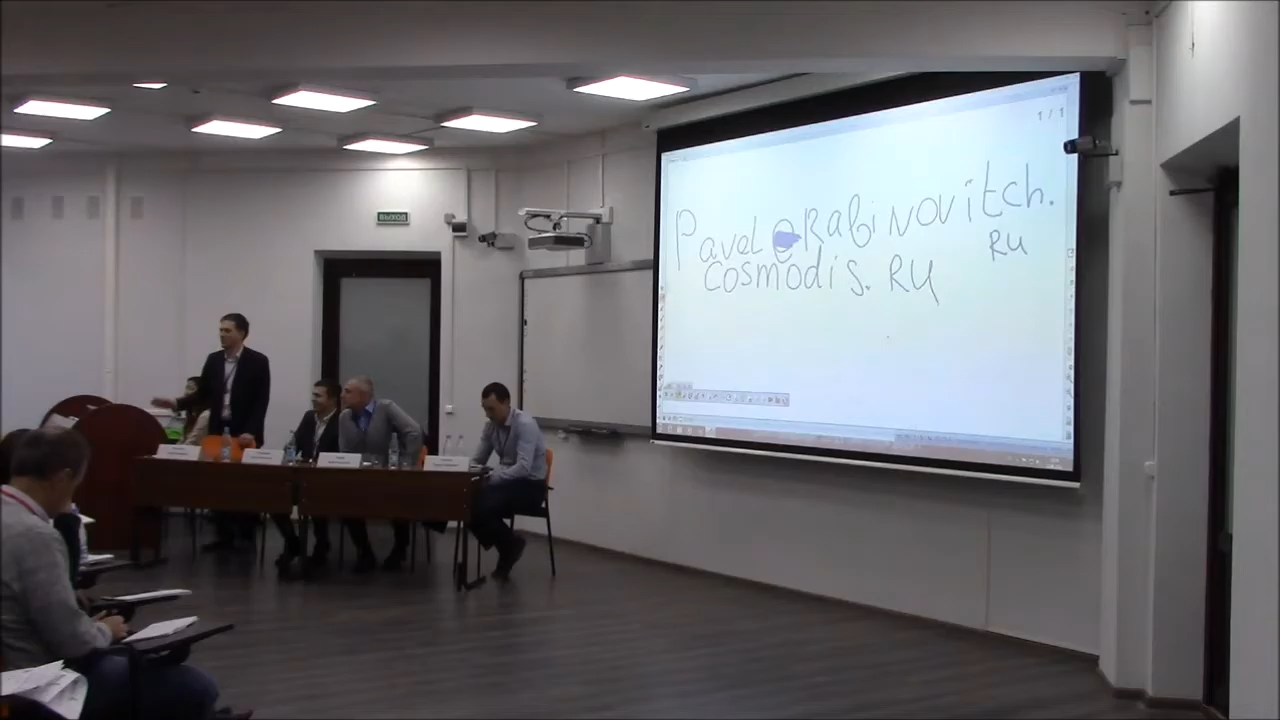 1 / 1
Pavel@Rabinovitch.
RU
cosmodis. RU
ВЫХОД